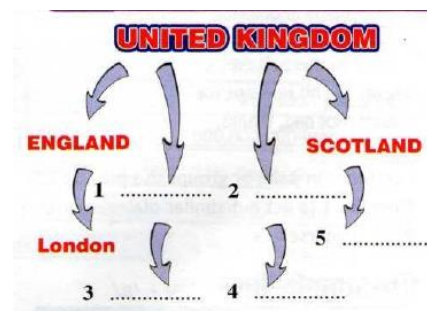 UNITED KINGDOM
ENGLAND SCOTLAND
1 .................... 2 ....................
London 5 ....................
3 .................... 4 ....................